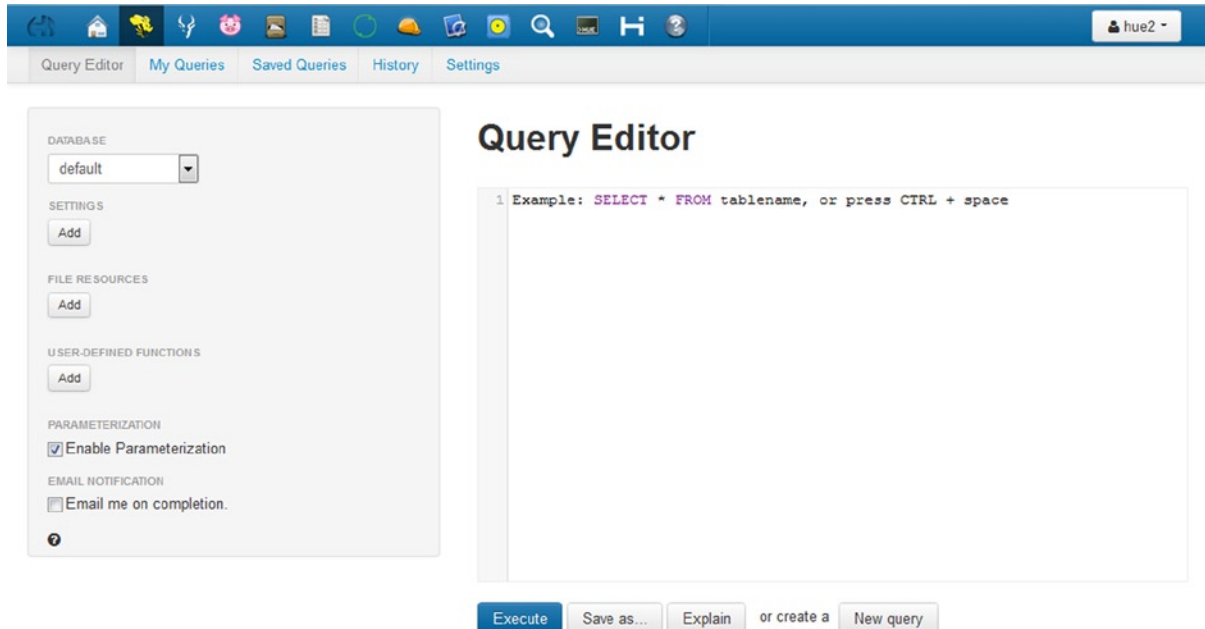 hue2
Query Editor My Queries Saved Queries History Settings
DATABASE
default
SETTINGS
Add
FILE RESOURCES
Add
USER-DEFINED FUNCTIONS
Add
PARAMETERIZATION
Enable Parameterization
EMAIL NOTIFICATION
Email me on completion.
Query Editor
1 Example: SELECT * FROM tablename, or press CTRL + space
Execute Save as... Explain or create a New query